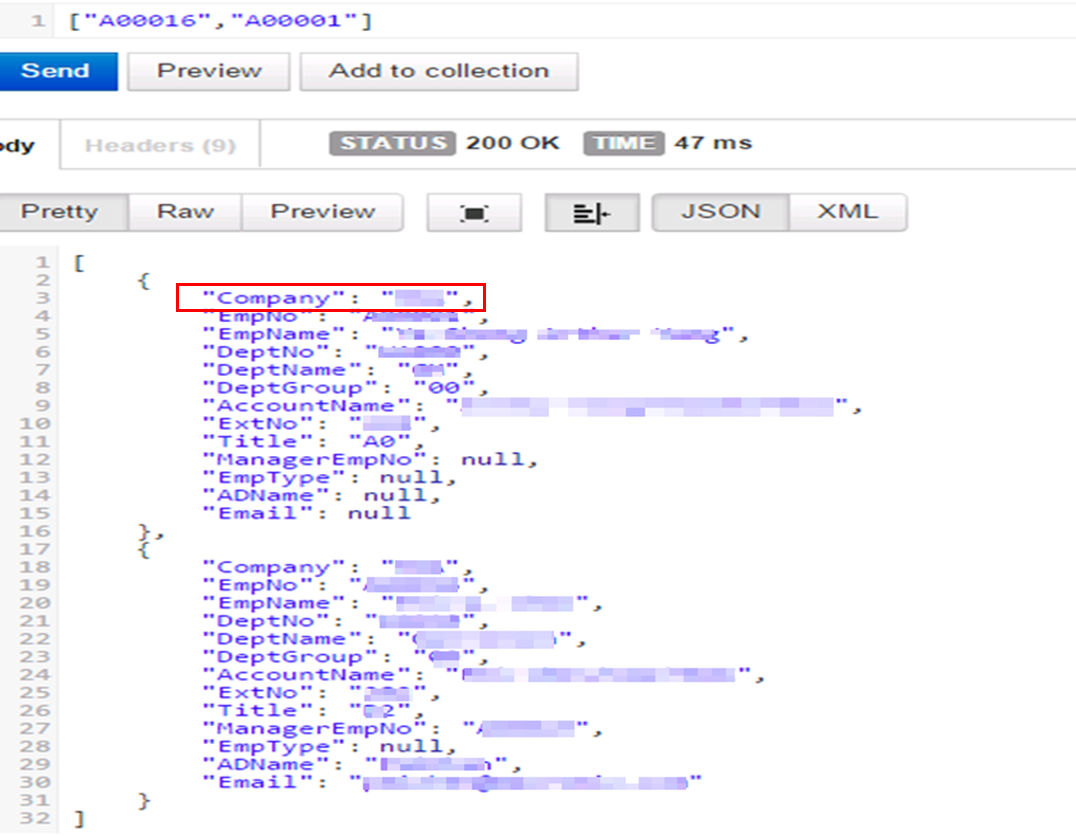 1 ["A00016","A00001"]
Send Preview Add to collection
ody Headers (9) STATUS 200 OK TIME 47 ms
Pretty Raw Preview JSON XML
1 [
2 {
3 "Company": "",
4 "EmpNo": "",
5 "EmpName": "",
6 "DeptNo": "",
7 "DeptName": "",
8 "DeptGroup": "00",
9 "AccountName": "",
10 "ExtNo": "",
11 "Title": "A0",
12 "ManagerEmpNo": null,
13 "EmpType": null,
14 "ADName": null,
15 "Email": null
16 },
17 {
18 "Company": "",
19 "EmpNo": "",
20 "EmpName": "",
21 "DeptNo": "",
22 "DeptName": "",
23 "DeptGroup": "",
24 "AccountName": "",
25 "ExtNo": "",
26 "Title": "",
27 "ManagerEmpNo": "",
28 "EmpType": null,
29 "ADName": "",
30 "Email": ""
31 }
32 ]